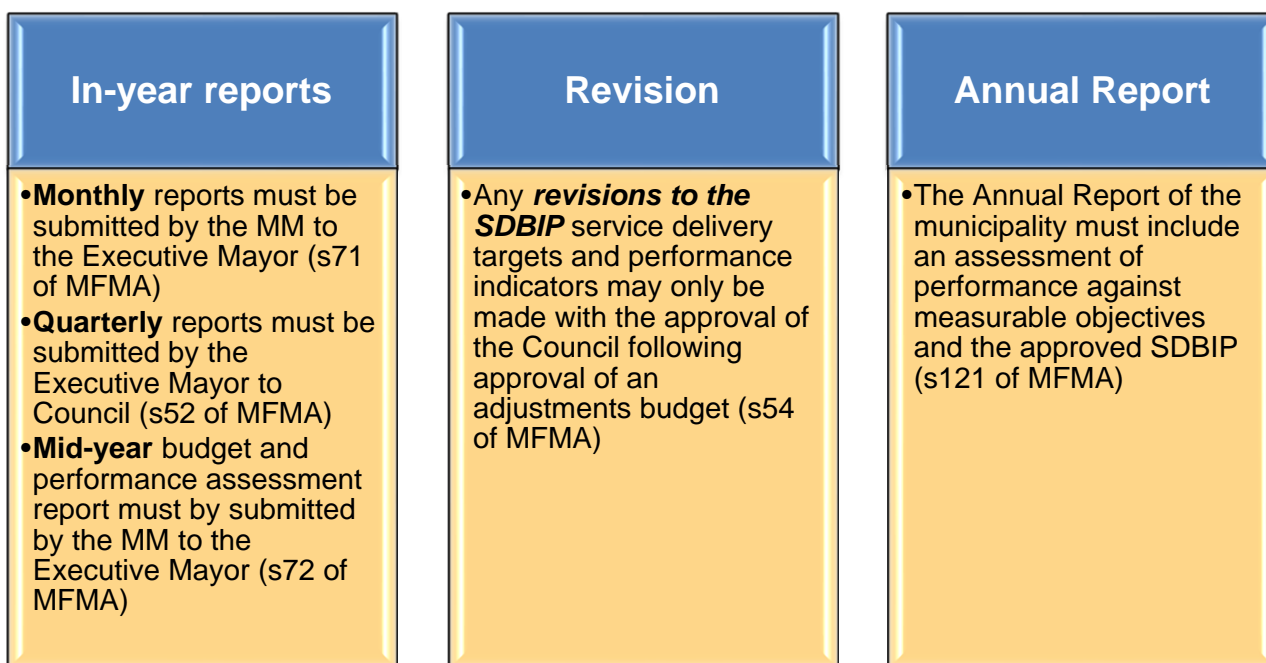 In-year reports
•Monthly reports must be
submitted by the MM to
the Executive Mayor (s71
of MFMA)
•Quarterly reports must be
submitted by the
Executive Mayor to
Council (s52 of MFMA)
•Mid-year budget and
performance assessment
report must by submitted
by the MM to the
Executive Mayor (s72 of
MFMA)
Revision
•Any revisions to the
SDBIP service delivery
targets and performance
indicators may only be
made with the approval of
the Council following
approval of an
adjustments budget (s54
of MFMA)
Annual Report
•The Annual Report of the
municipality must include
an assessment of
performance against
measurable objectives
and the approved SDBIP
(s121 of MFMA)